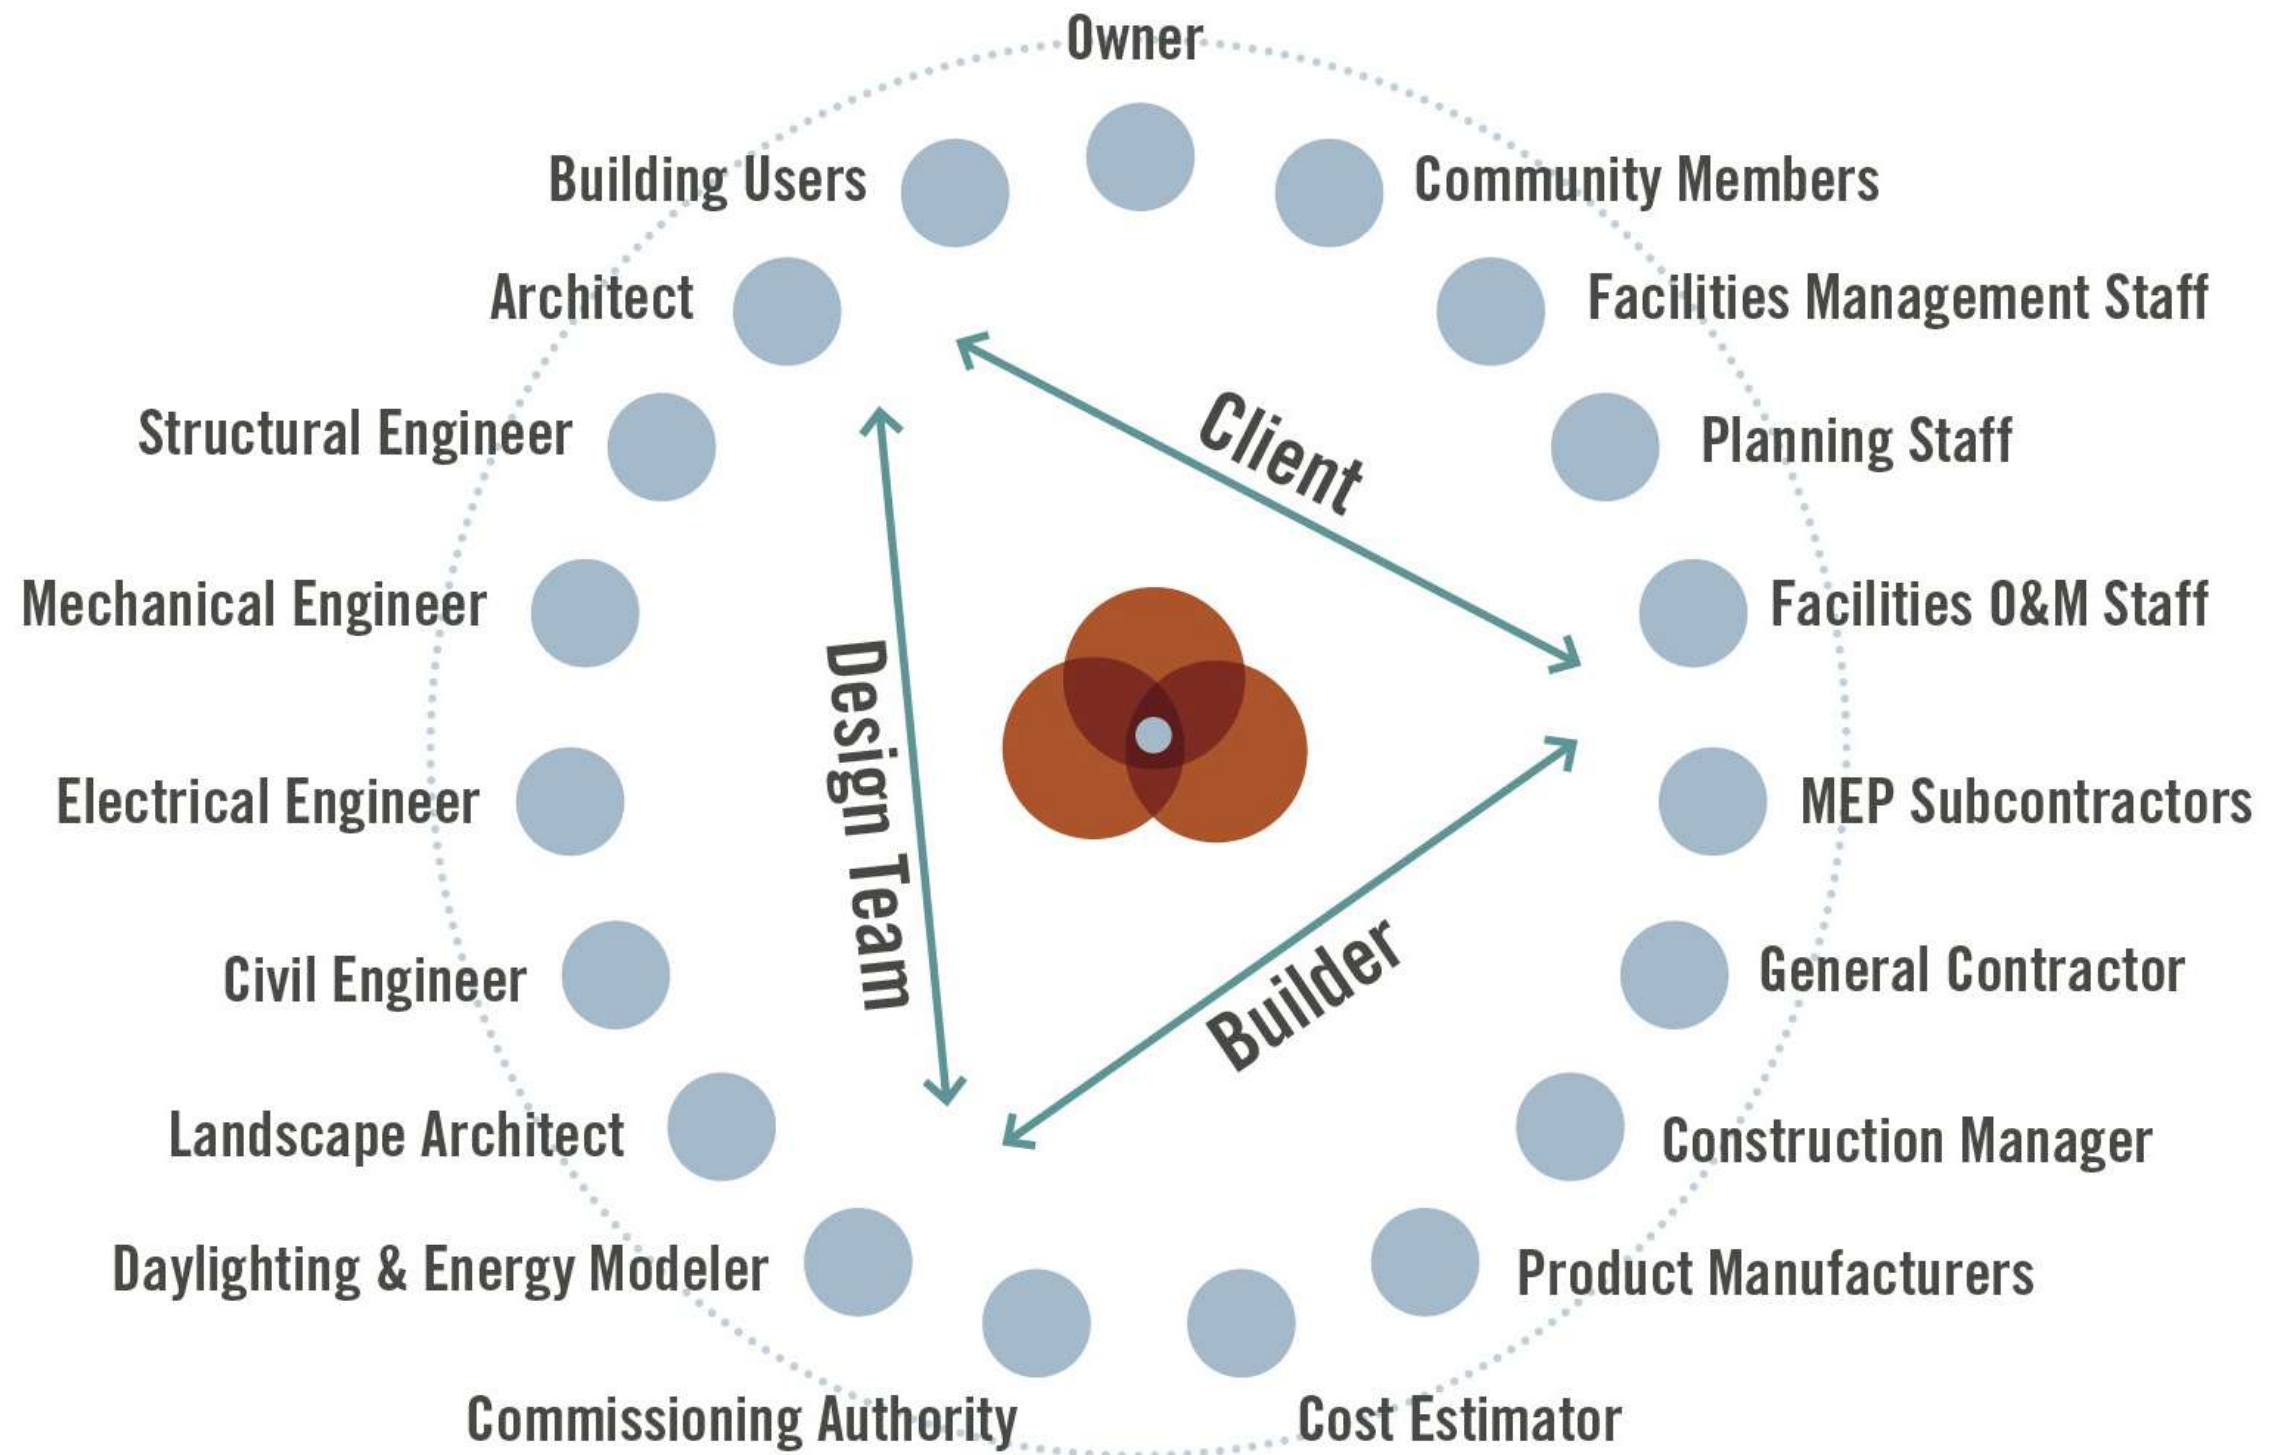 Owner
Building Users
Community Members
Architect
Facilities Management Staff
Structural Engineer
Planning Staff
Client
Mechanical Engineer
Facilities O&M Staff
Design Team
Electrical Engineer
MEP Subcontractors
Civil Engineer
General Contractor
Builder
Landscape Architect
Construction Manager
Daylighting & Energy Modeler
Product Manufacturers
Commissioning Authority
Cost Estimator